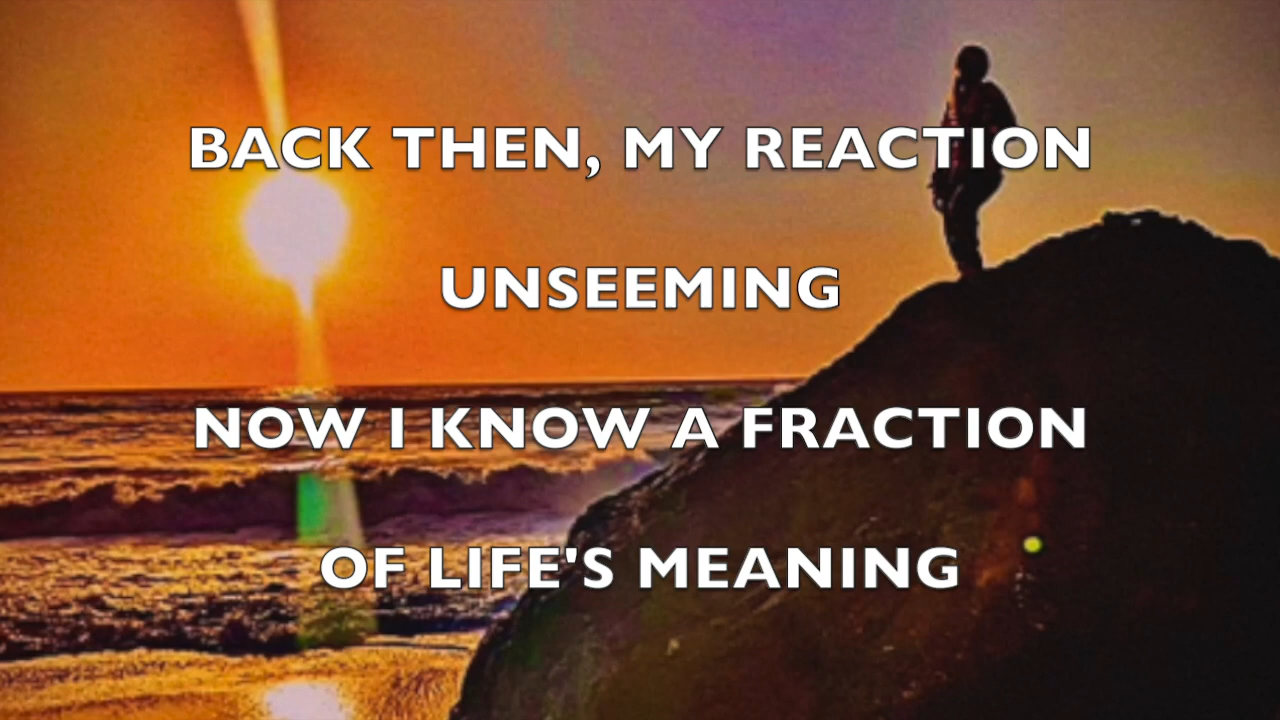 BACK THEN, MY REACTION
UNSEEMING
NOW I KNOW A FRACTION
OF LIFE'S MEANING